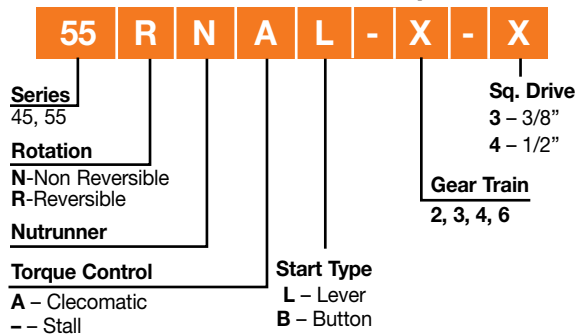 55 R N A L - X - X
Series
45, 55
Sq. Drive
3 – 3/8”
4 – 1/2”
Rotation
N-Non Reversible
R-Reversible
Gear Train
2, 3, 4, 6
Nutrunner
Torque Control
A – Clecomatic
– – Stall
Start Type
L – Lever
B – Button